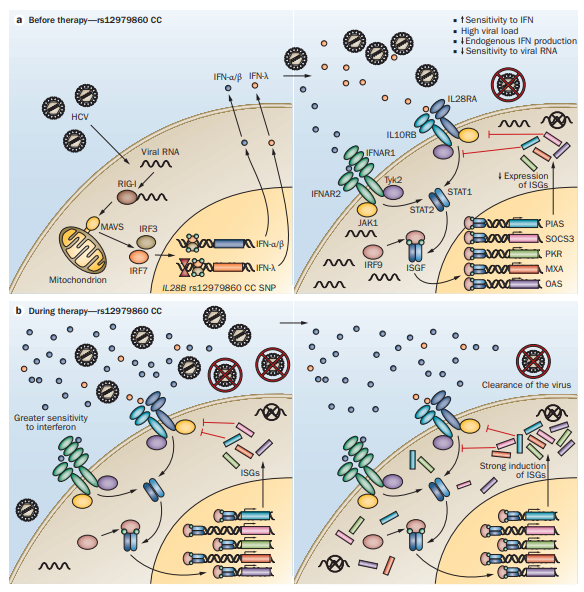 a Before therapy—rs12979860 CC
HCV
Viral RNA
RIG-I
MAVS
Mitochondrion
IRF3
IRF7
IFN-α/β IFN-λ
IFN-α/β
IFN-λ
IL28B rs12979860 CC SNP
▪ ↑Sensitivity to IFN
▪ High viral load
▪ ↓Endogenous IFN production
▪ ↓Sensitivity to viral RNA
IL28RA
IL10RB
IFNAR1
IFNAR2
Tyk2
JAK1
STAT1
STAT2
IRF9
ISGF
↓ Expression
of ISGs
PIAS
SOCS3
PKR
MXA
OAS
b During therapy—rs12979860 CC
Greater sensitivity
to interferon
ISGs
Clearance of the virus
Strong induction
of ISGs